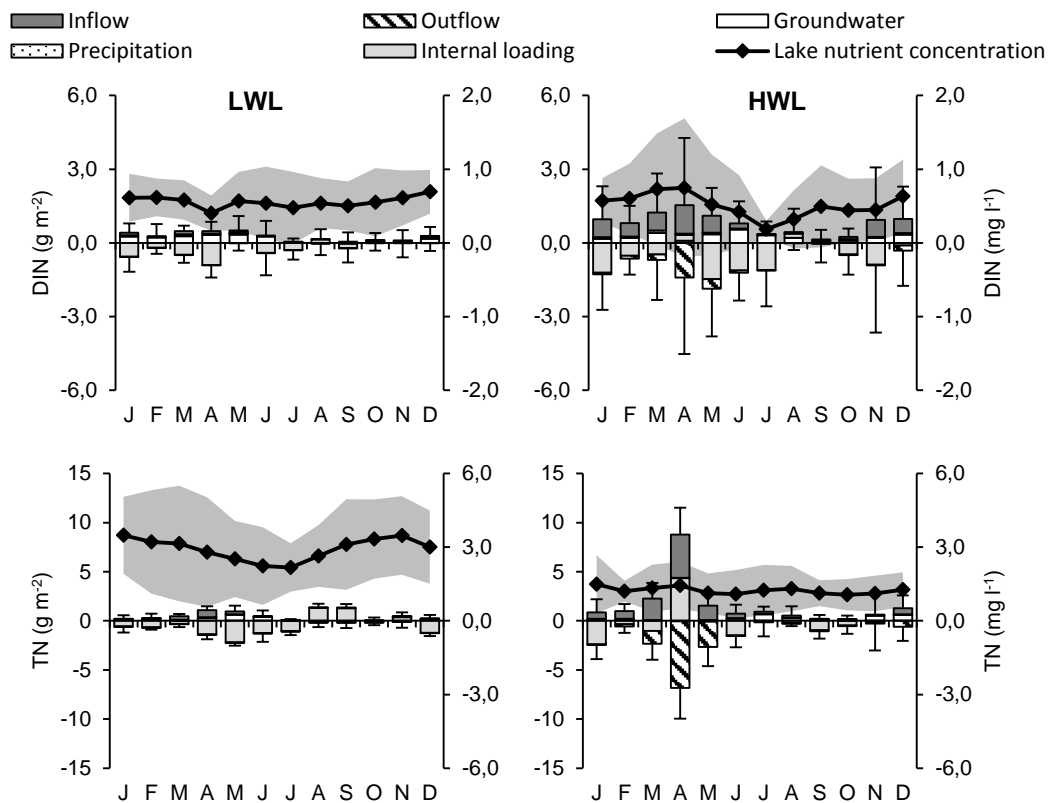 Inflow Outflow Groundwater
Precipitation Internal loading Lake nutrient concentration
LWL HWL
6,0 2,0 6,0 2,0
3,0 1,0 3,0 1,0
0,0 0,0 0,0 0,0
-3,0 -1,0 -3,0 -1,0
-6,0 -2,0 -6,0 -2,0
DIN (g m-2)
DIN (mg l-1)
J F M A M J J A S O N D J F M A M J J A S O N D
15 6,0 15 6,0
10 3,0 10 3,0
5 5
0 0,0 0 0,0
-5 -5
-10 -3,0 -10 -3,0
-15 -6,0 -15 -6,0
TN (g m-2)
TN (mg l-1)
J F M A M J J A S O N D J F M A M J J A S O N D